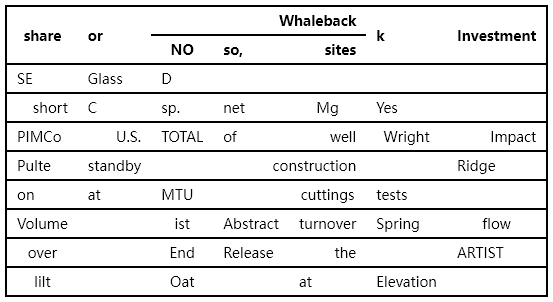 Whaleback
share or k Investment
NO so, sites
SE Glass D
short C sp. net Mg Yes
PIMCo U.S. TOTAL of well Wright Impact
Pulte standby construction Ridge
on at MTU cuttings tests
Volume ist Abstract turnover Spring flow
over End Release the ARTIST
lilt Oat at Elevation